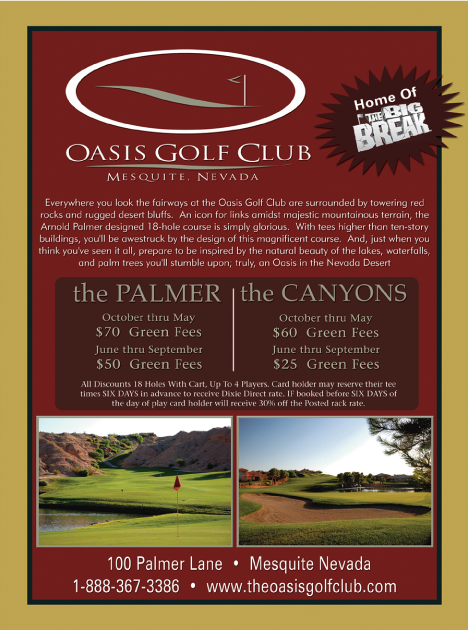 Home Of
THE BIG
BREAK
OASIS GOLF CLUB
MESQUITE, NEVADA
Everywhere you look the fairways at the Oasis Golf Club are surrounded by towering red
rocks and rugged desert bluffs. An icon for links amidst majestic mountainous terrain, the
Arnold Palmer designed 18-hole course is simply glorious. With tees higher than ten-story
buildings, you'll be awestruck by the design of this magnificent course. And, just when you
think you've seen it all, prepare to be inspired by the natural beauty of the lakes, waterfalls,
and palm trees you'll stumble upon; truly, an Oasis in the Nevada Desert
the PALMER
October thru May
$70 Green Fees
June thru September
$50 Green Fees
the CANYONS
October thru May
$60 Green Fees
June thru September
$25 Green Fees
All Discounts 18 Holes With Cart, Up To 4 Players. Card holder may reserve their tee
times SIX DAYS in advance to receive Dixie Direct rate. IF booked before SIX DAYS of
the day of play card holder will receive 30% off the Posted rack rate.
100 Palmer Lane • Mesquite Nevada
1-888-367-3386 • www.theoasisgolfclub.com